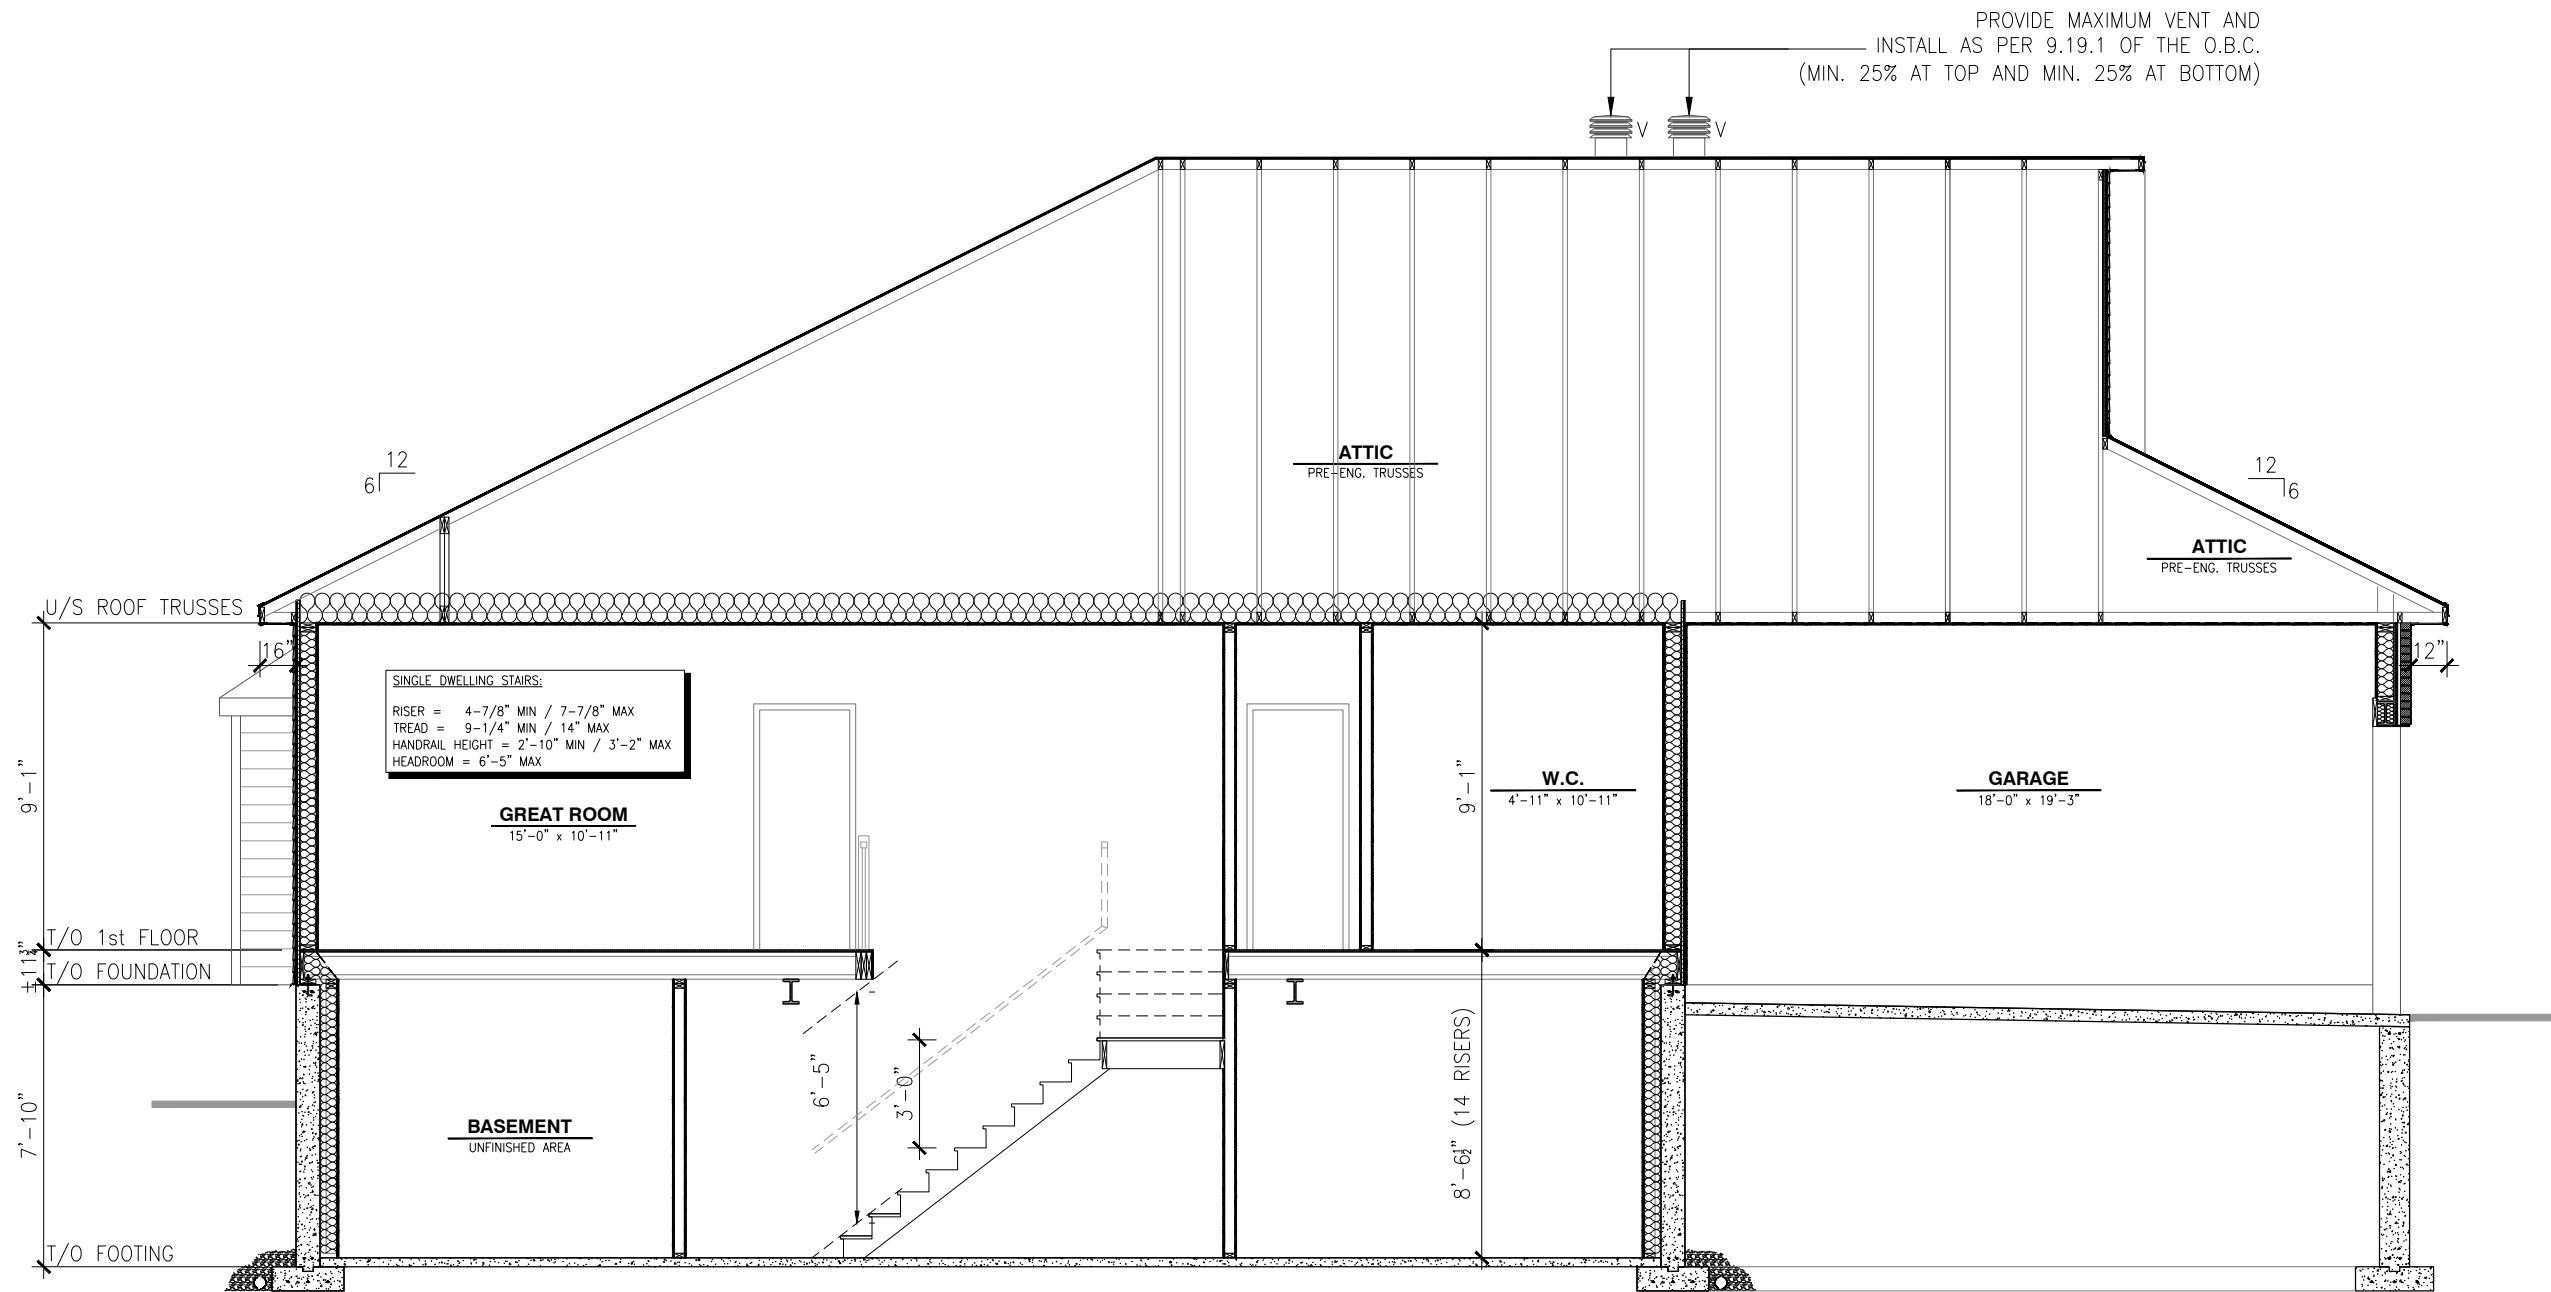 PROVIDE MAXIMUM VENT AND
INSTALL AS PER 9.19.1 OF THE O.B.C.
(MIN. 25% AT TOP AND MIN. 25% AT BOTTOM)
V
V
12
6
ATTIC
PRE-ENG. TRUSSES
12
6
ATTIC
PRE-ENG. TRUSSES
U/S ROOF TRUSSES
16"
12"
SINGLE DWELLING STAIRS:
RISER = 4-7/8" MIN / 7-7/8" MAX
TREAD = 9-1/4" MIN / 14" MAX
HANDRAIL HEIGHT = 2'-10" MIN / 3'-2" MAX
HEADROOM = 6'-5" MAX
9'-1"
GREAT ROOM
15'-0" x 10'-11"
9'-1"
W.C.
4'-11" x 10'-11"
GARAGE
18'-0" x 19'-3"
T/O 1st FLOOR
T/O FOUNDATION
7'-10"
BASEMENT
UNFINISHED AREA
6'-5"
3'-0"
8'-6½" (14 RISERS)
T/O FOOTING